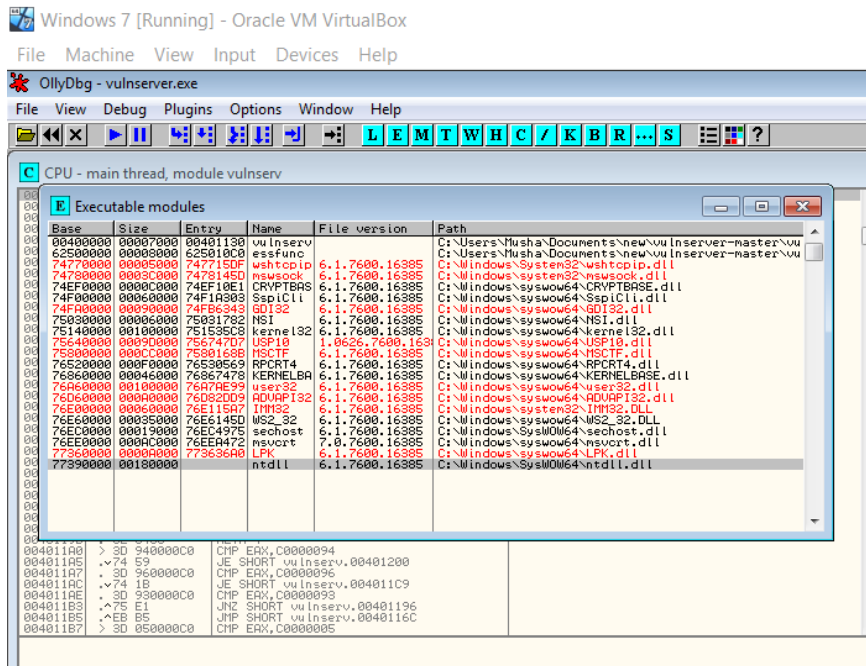 Windows 7 [Running] - Oracle VM VirtualBox
File Machine View Input Devices Help
OllyDbg - vulnserver.exe
File View Debug Plugins Options Window Help
L E M T W H C / K B R ... S ?
C CPU - main thread, module vulnserv
E Executable modules
Base Size Entry Name File version Path
00400000 00007000 00401130 vulnserv C:\Users\Musha\Documents\new\vulnserver-master\vu
62500000 00008000 625010C0 essfunc C:\Users\Musha\Documents\new\vulnserver-master\vu
74770000 00005000 747715DF wshtcpip 6.1.7600.16385 C:\Windows\System32\wshtcpip.dll
74780000 0003C000 7478145D mswsock 6.1.7600.16385 C:\Windows\System32\mswsock.dll
74EF0000 0000C000 74EF10E1 CRYPTBAS 6.1.7600.16385 C:\Windows\syswow64\CRYPTBASE.dll
74F00000 00060000 74F1A303 SspiCli 6.1.7600.16385 C:\Windows\syswow64\SspiCli.dll
74FA0000 00090000 74FB6343 GDI32 6.1.7600.16385 C:\Windows\syswow64\GDI32.dll
75030000 00006000 75031782 NSI 6.1.7600.16385 C:\Windows\syswow64\NSI.dll
75140000 00100000 751535C8 kernel32 6.1.7600.16385 C:\Windows\syswow64\kernel32.dll
75640000 0009D000 756747D7 USP10 1.0626.7600.163 C:\Windows\syswow64\USP10.dll
75800000 000CC000 7580168B MSCTF 6.1.7600.16385 C:\Windows\syswow64\MSCTF.dll
76520000 000F0000 76530569 RPCRT4 6.1.7600.16385 C:\Windows\syswow64\RPCRT4.dll
76860000 00046000 76867478 KERNELBA 6.1.7600.16385 C:\Windows\syswow64\KERNELBASE.dll
76A60000 00100000 76A7AE99 user32 6.1.7600.16385 C:\Windows\syswow64\user32.dll
76D60000 000A0000 76D82DD9 ADVAPI32 6.1.7600.16385 C:\Windows\syswow64\ADVAPI32.dll
76E00000 00060000 76E115A7 IMM32 6.1.7600.16385 C:\Windows\system32\IMM32.DLL
76E60000 00035000 76E6145D WS2_32 6.1.7600.16385 C:\Windows\syswow64\WS2_32.DLL
76EC0000 00019000 76EC4975 sechost 6.1.7600.16385 C:\Windows\SysWOW64\sechost.dll
76EE0000 000AC000 76EEA472 msvcrt 7.0.7600.16385 C:\Windows\syswow64\msvcrt.dll
77360000 0000A000 773636A0 LPK 6.1.7600.16385 C:\Windows\syswow64\LPK.dll
77390000 00180000 ntdll 6.1.7600.16385 C:\Windows\SysWOW64\ntdll.dll
004011A0 > 3D 940000C0 CMP EAX,C0000094
004011A5 .v74 59 JE SHORT vulnserv.00401200
004011A7 . 3D 960000C0 CMP EAX,C0000096
004011AC .v74 1B JE SHORT vulnserv.004011C9
004011AE . 3D 930000C0 CMP EAX,C0000093
004011B3 .^75 E1 JNZ SHORT vulnserv.00401196
004011B5 .^EB B5 JMP SHORT vulnserv.0040116C
004011B7 > 3D 050000C0 CMP EAX,C0000005